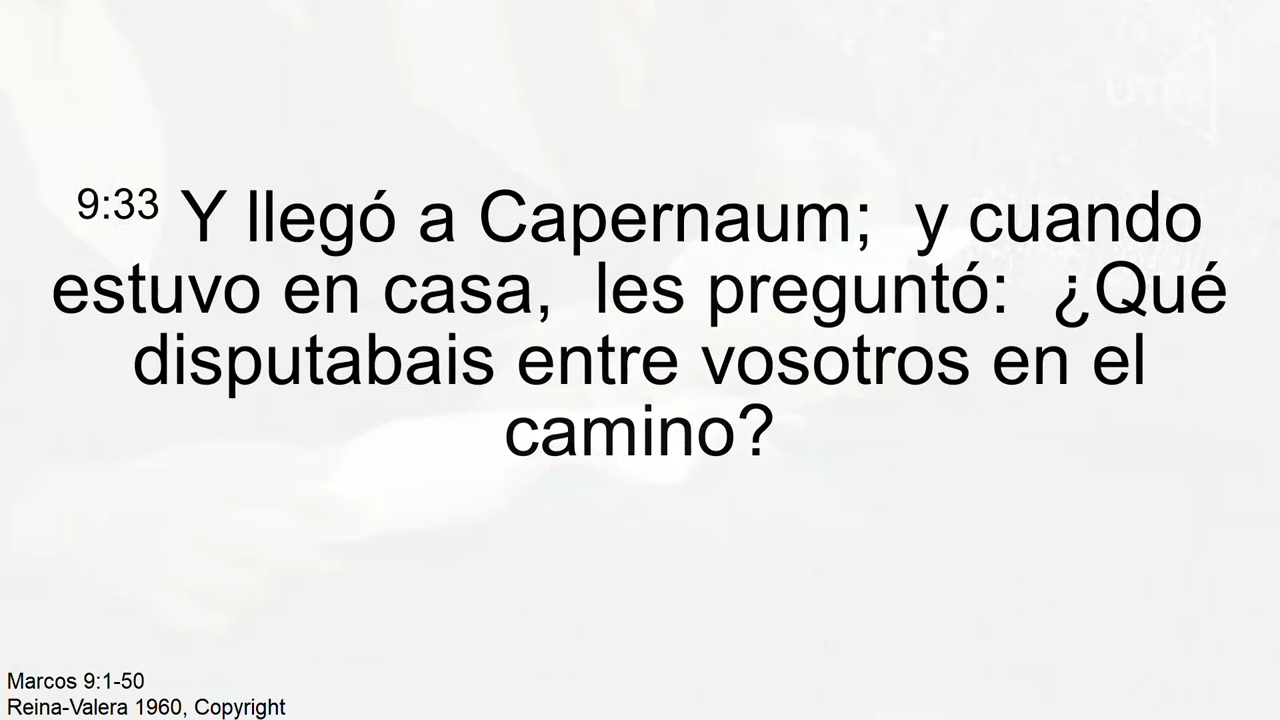 9:33 Y llegó a Capernaum;  y cuando
estuvo en casa,  les preguntó:  ¿Qué
disputabais entre vosotros en el
camino?
Marcos 9:1-50
Reina-Valera 1960, Copyright